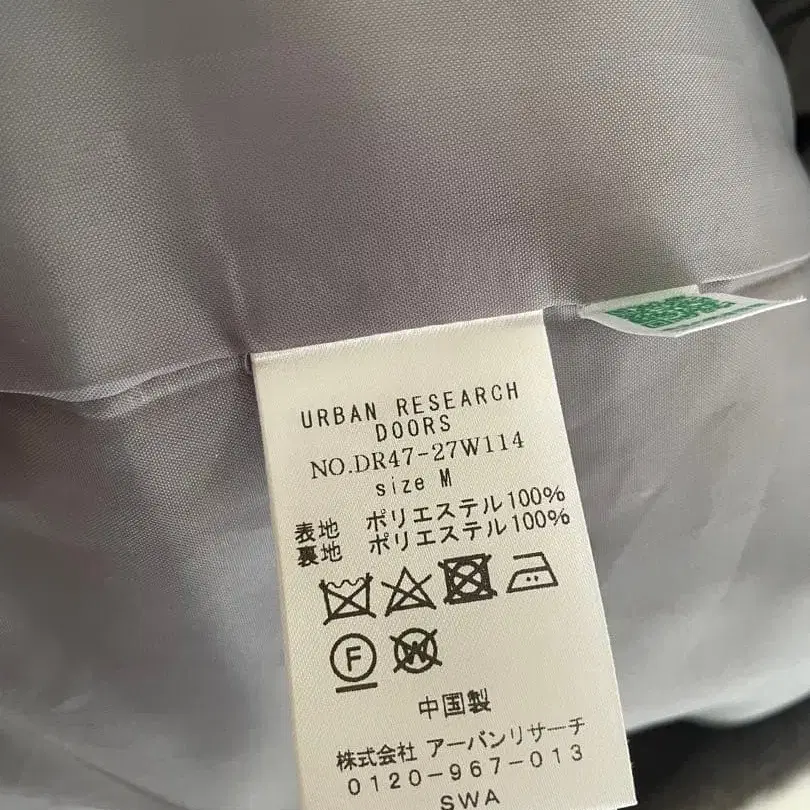 URBAN RESEARCH
DOORS
NO.DR47-27W114
size M
表地 ポリエステル100%
裏地 ポリエステル100%
F
W
中国製
株式会社 アーバンリサーチ
0120-967-013
SWA